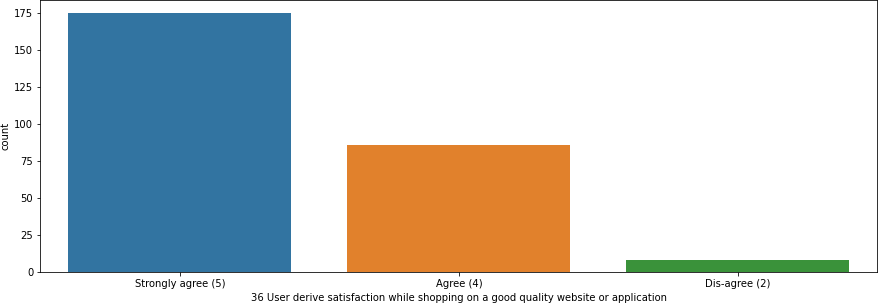 175
150
125
100
75
50
25
0
count
Strongly agree (5) Agree (4) Dis-agree (2)
36 User derive satisfaction while shopping on a good quality website or application